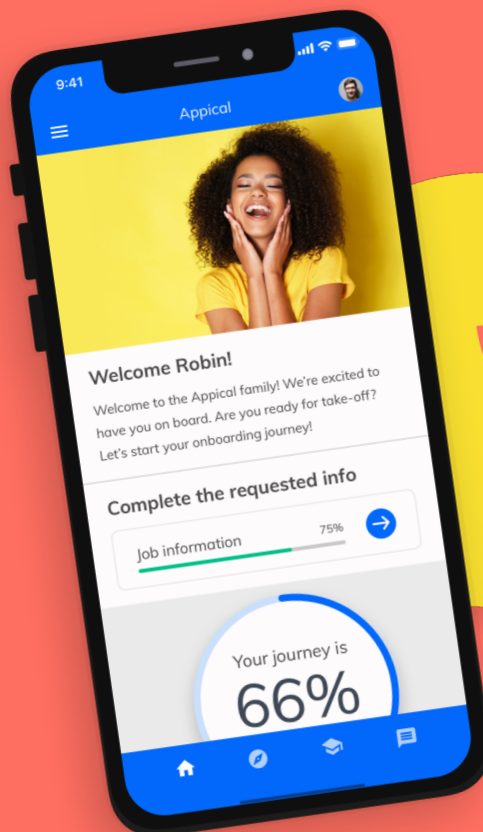 9:41
Appical
Welcome Robin!
Welcome to the Appical family! We're excited to
have you on board. Are you ready for take-off?
Let's start your onboarding journey!
Complete the requested info
Job information
75%
Your journey is
66%